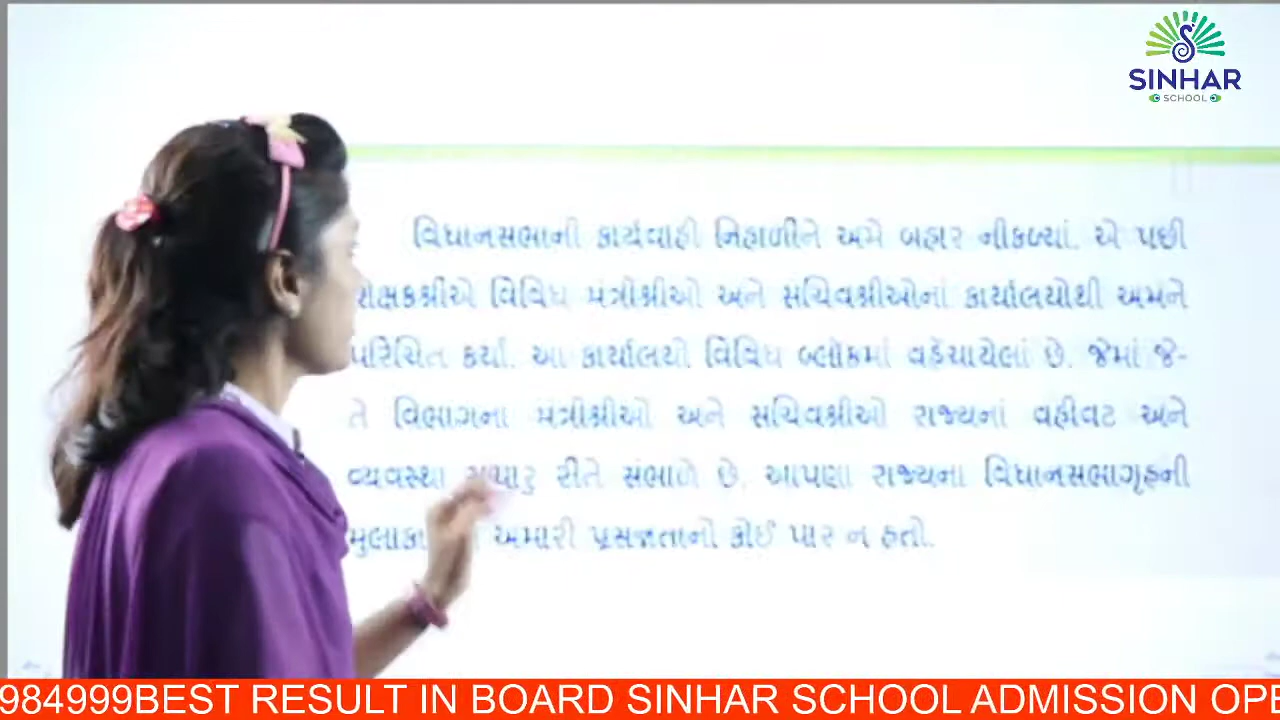 SINHAR
SCHOOL
વિધાનસભાની કાર્યવાહી નિહાળીને અમે બહાર નીકળ્યાં. એ પછી
વિવિધ મંત્રીશ્રીઓ અને સચિવશ્રીઓનાં કાર્યાલયોથી અમને
પરિચિત કર્યાં. આ કાર્યાલયો વિવિધ બ્લૉકમાં વહેંચાયેલાં છે. જેમાં જે-
તે વિભાગના મંત્રીશ્રીઓ અને સચિવશ્રીઓ રાજ્યનાં વહીવટ અને
વ્યવસ્થા રીતે સંભાળે છે. આપણા રાજ્યના વિધાનસભાગૃહની
અમારી પ્રસન્નતાનો કોઈ પાર ન હતો.
984999BEST RESULT IN BOARD SINHAR SCHOOL ADMISSION OPE